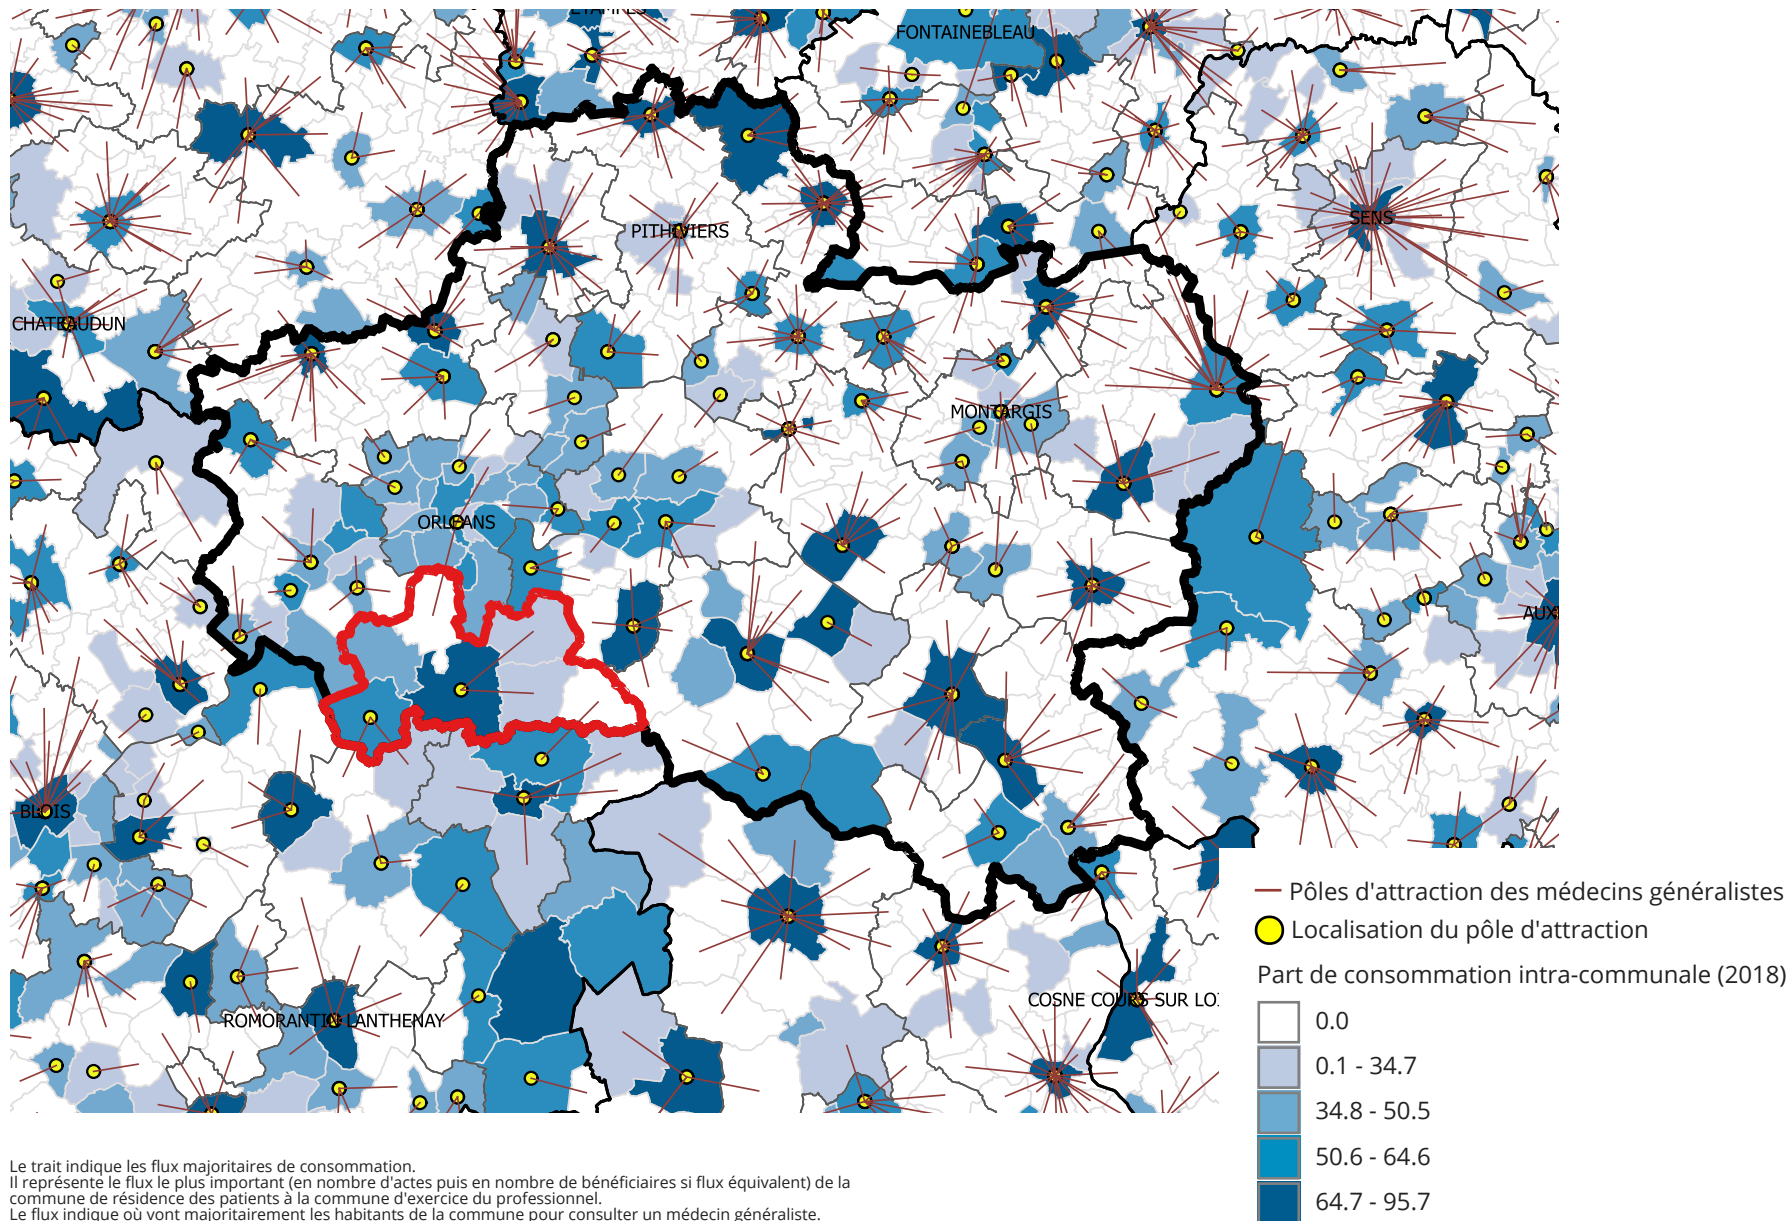 ETAMPES
FONTAINEBLEAU
SENS
PITHIVIERS
CHATEAUDUN
MONTARGIS
ORLEANS
BLOIS
COSNE COURS SUR LO
ROMORANTIN LANTHENAY
Pôles d'attraction des médecins généralistes
Localisation du pôle d'attraction
Part de consommation intra-communale (2018)
0.0
0.1 - 34.7
34.8 - 50.5
50.6 - 64.6
64.7 - 95.7
Le trait indique les flux majoritaires de consommation.
Il représente le flux le plus important (en nombre d'actes puis en nombre de bénéficiaires si flux équivalent) de la
commune de résidence des patients à la commune d'exercice du professionnel.
Le flux indique où vont majoritairement les habitants de la commune pour consulter un médecin généraliste.